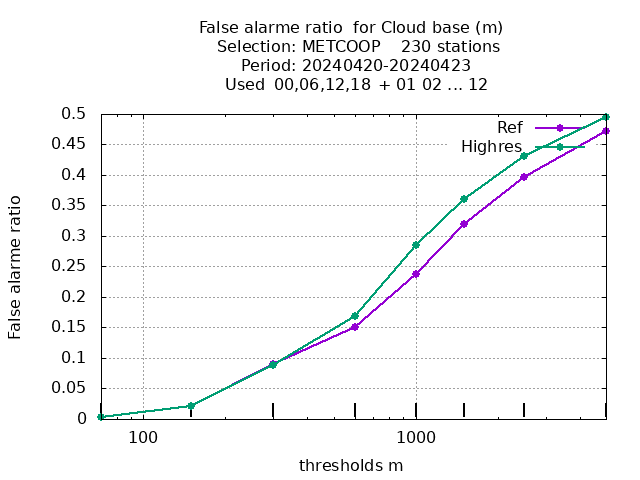 False alarme ratio  for Cloud base (m)
Selection: METCOOP    230 stations
Period: 20240420-20240423
Used  00,06,12,18 + 01 02 ... 12
0.5
Ref
0.45
Highres
0.4
0.35
0.3
False alarme ratio
0.25
0.2
0.15
0.1
0.05
0
100
1000
thresholds m